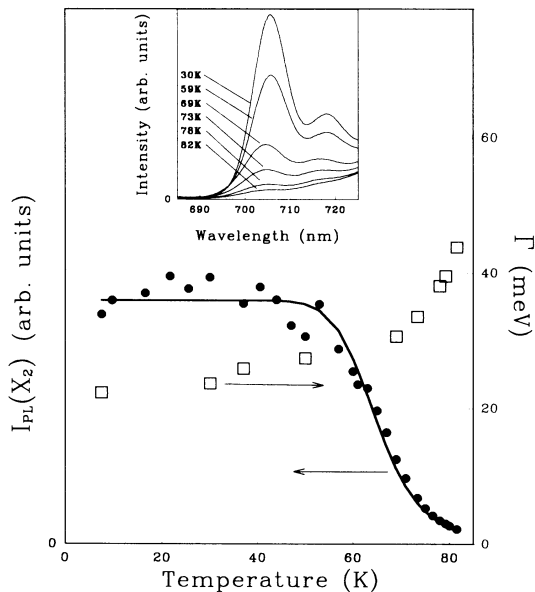 Intensity (arb. units)
30K
59K
69K
73K
78K
82K
0
690 700 710 720
Wavelength (nm)
I_PL(X_2) (arb. units)
0
0 20 40 60 80
Temperature (K)
60
40
20
0
Γ (meV)